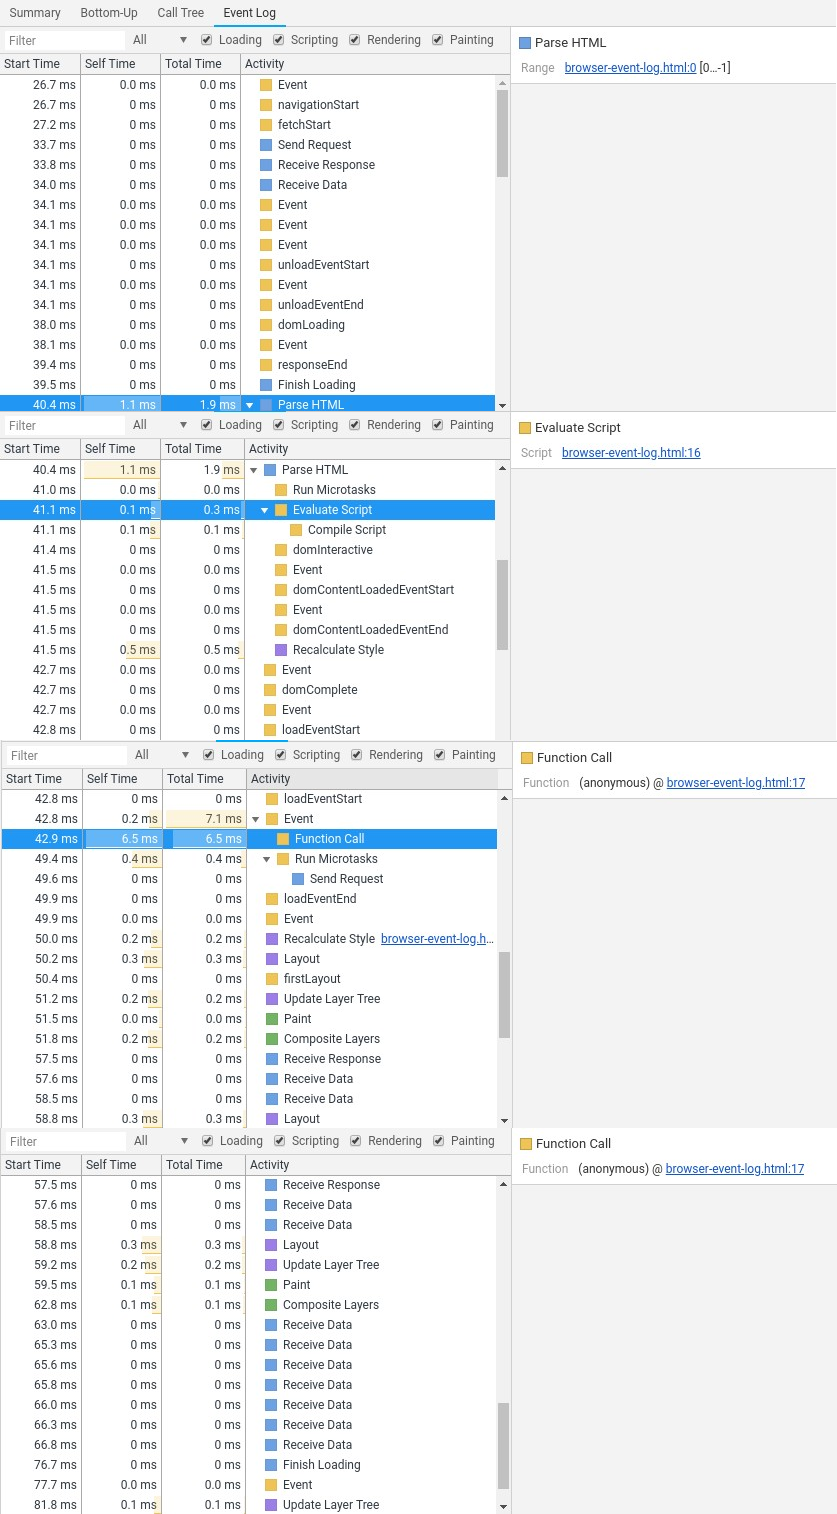 Summary Bottom-Up Call Tree Event Log
Filter All Loading Scripting Rendering Painting
Parse HTML
Range browser-event-log.html:0 [0…-1]
Start Time Self Time Total Time Activity
26.7 ms 0.0 ms 0.0 ms Event
26.7 ms 0 ms 0 ms navigationStart
27.2 ms 0 ms 0 ms fetchStart
33.7 ms 0 ms 0 ms Send Request
33.8 ms 0 ms 0 ms Receive Response
34.0 ms 0 ms 0 ms Receive Data
34.1 ms 0.0 ms 0.0 ms Event
34.1 ms 0.0 ms 0.0 ms Event
34.1 ms 0.0 ms 0.0 ms Event
34.1 ms 0 ms 0 ms unloadEventStart
34.1 ms 0.0 ms 0.0 ms Event
34.1 ms 0 ms 0 ms unloadEventEnd
38.0 ms 0 ms 0 ms domLoading
38.1 ms 0.0 ms 0.0 ms Event
39.4 ms 0 ms 0 ms responseEnd
39.5 ms 0 ms 0 ms Finish Loading
40.4 ms 1.1 ms 1.9 ms Parse HTML
Filter All Loading Scripting Rendering Painting
Evaluate Script
Script browser-event-log.html:16
Start Time Self Time Total Time Activity
40.4 ms 1.1 ms 1.9 ms Parse HTML
41.0 ms 0.0 ms 0.0 ms Run Microtasks
41.1 ms 0.1 ms 0.3 ms Evaluate Script
41.1 ms 0.1 ms 0.1 ms Compile Script
41.4 ms 0 ms 0 ms domInteractive
41.5 ms 0.0 ms 0.0 ms Event
41.5 ms 0 ms 0 ms domContentLoadedEventStart
41.5 ms 0.0 ms 0.0 ms Event
41.5 ms 0 ms 0 ms domContentLoadedEventEnd
41.5 ms 0.5 ms 0.5 ms Recalculate Style
42.7 ms 0.0 ms 0.0 ms Event
42.7 ms 0 ms 0 ms domComplete
42.7 ms 0.0 ms 0.0 ms Event
42.8 ms 0 ms 0 ms loadEventStart
Filter All Loading Scripting Rendering Painting
Function Call
Function (anonymous) @ browser-event-log.html:17
Start Time Self Time Total Time Activity
42.8 ms 0 ms 0 ms loadEventStart
42.8 ms 0.2 ms 7.1 ms Event
42.9 ms 6.5 ms 6.5 ms Function Call
49.4 ms 0.4 ms 0.4 ms Run Microtasks
49.6 ms 0 ms 0 ms Send Request
49.9 ms 0 ms 0 ms loadEventEnd
49.9 ms 0.0 ms 0.0 ms Event
50.0 ms 0.2 ms 0.2 ms Recalculate Style browser-event-log.h…
50.2 ms 0.3 ms 0.3 ms Layout
50.4 ms 0 ms 0 ms firstLayout
51.2 ms 0.2 ms 0.2 ms Update Layer Tree
51.5 ms 0.0 ms 0.0 ms Paint
51.8 ms 0.2 ms 0.2 ms Composite Layers
57.5 ms 0 ms 0 ms Receive Response
57.6 ms 0 ms 0 ms Receive Data
58.5 ms 0 ms 0 ms Receive Data
58.8 ms 0.3 ms 0.3 ms Layout
Filter All Loading Scripting Rendering Painting
Function Call
Function (anonymous) @ browser-event-log.html:17
Start Time Self Time Total Time Activity
57.5 ms 0 ms 0 ms Receive Response
57.6 ms 0 ms 0 ms Receive Data
58.5 ms 0 ms 0 ms Receive Data
58.8 ms 0.3 ms 0.3 ms Layout
59.2 ms 0.2 ms 0.2 ms Update Layer Tree
59.5 ms 0.1 ms 0.1 ms Paint
62.8 ms 0.1 ms 0.1 ms Composite Layers
63.0 ms 0 ms 0 ms Receive Data
65.3 ms 0 ms 0 ms Receive Data
65.6 ms 0 ms 0 ms Receive Data
65.8 ms 0 ms 0 ms Receive Data
66.0 ms 0 ms 0 ms Receive Data
66.3 ms 0 ms 0 ms Receive Data
66.8 ms 0 ms 0 ms Receive Data
76.7 ms 0 ms 0 ms Finish Loading
77.7 ms 0.0 ms 0.0 ms Event
81.8 ms 0.1 ms 0.1 ms Update Layer Tree